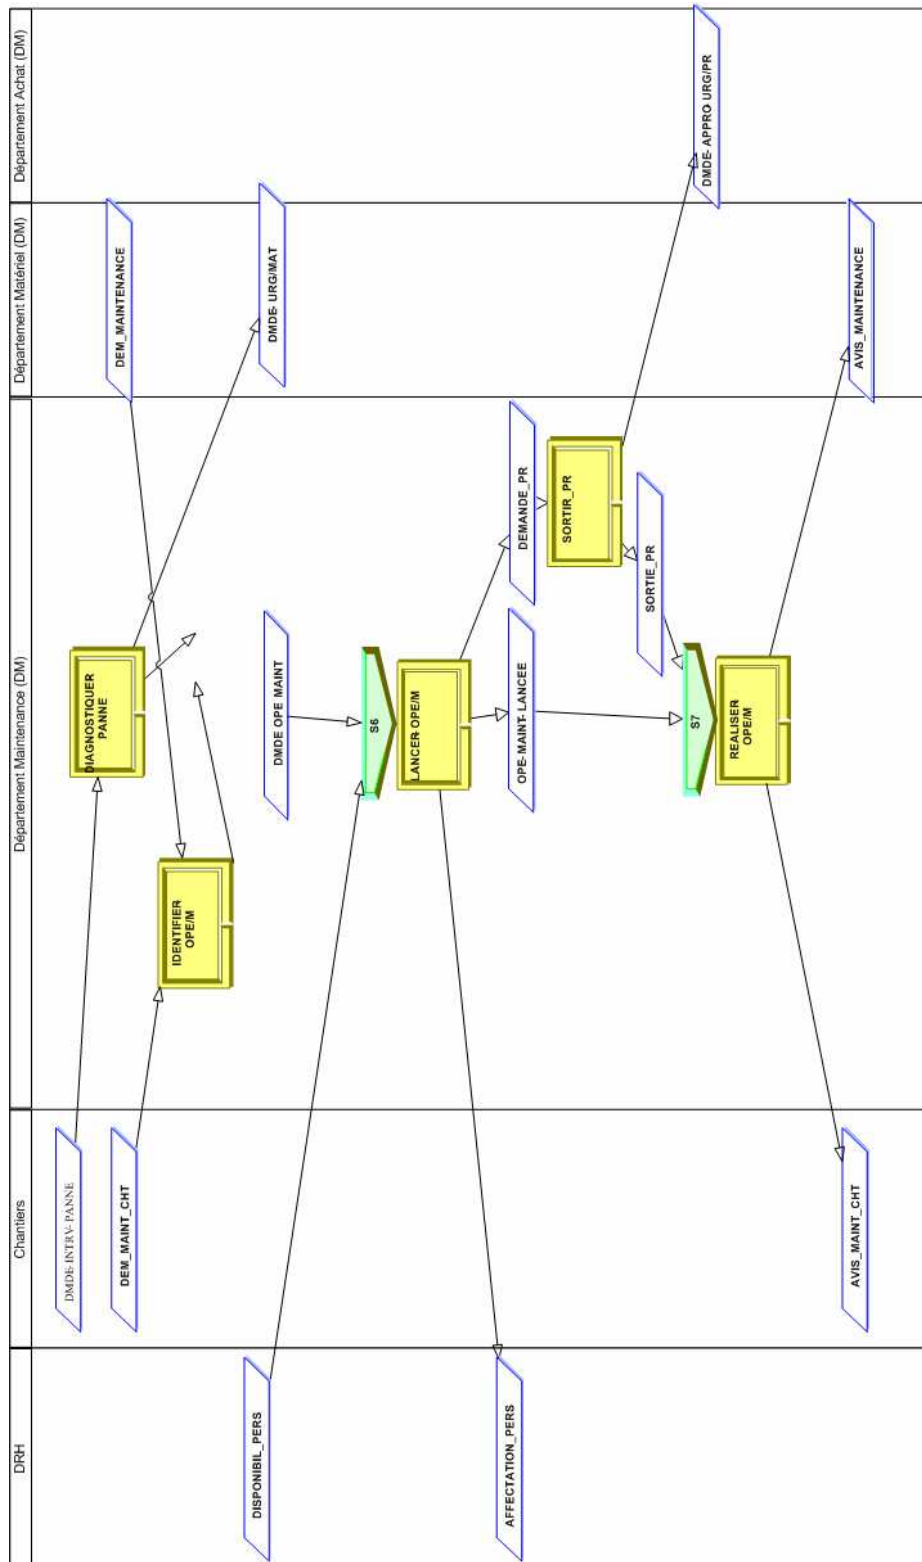 DRH
Chantiers
Département Maintenance (DM)
Département Matériel (DM)
Département Achat (DM)
DMDE-INTRV-PANNE
DIAGNOSTIQUER
PANNE
DEM_MAINT_CHT
DEM_MAINTENANCE
IDENTIFIER
OPE/M
DISPONIBIL_PERS
DMDE OPE MAINT
DMDE-URG/MAT
S6
LANCER-OPE/M
AFFECTATION_PERS
OPE-MAINT-LANCEE
DEMANDE_PR
SORTIR_PR
SORTIE_PR
DMDE-APPRO URG/PR
S7
REALISER
OPE/M
AVIS_MAINT_CHT
AVIS_MAINTENANCE